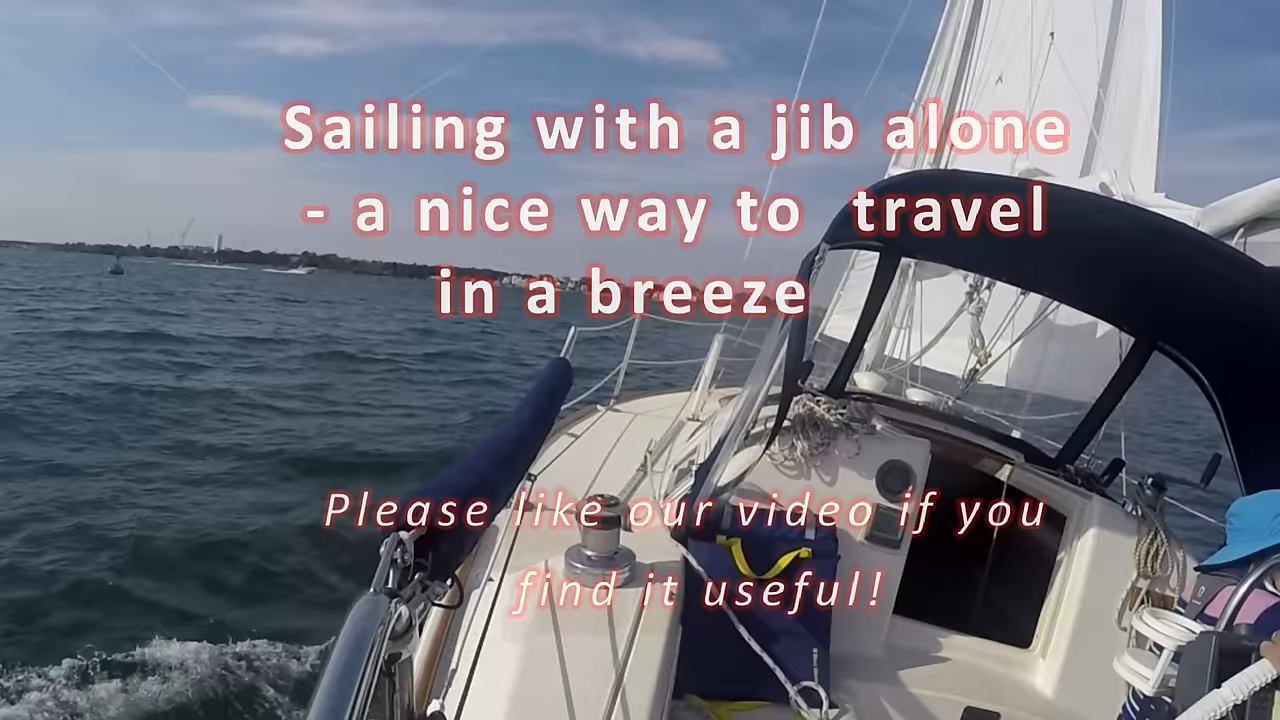 Sailing with a jib alone
- a nice way to travel
in a breeze
Please like our video if you
find it useful!